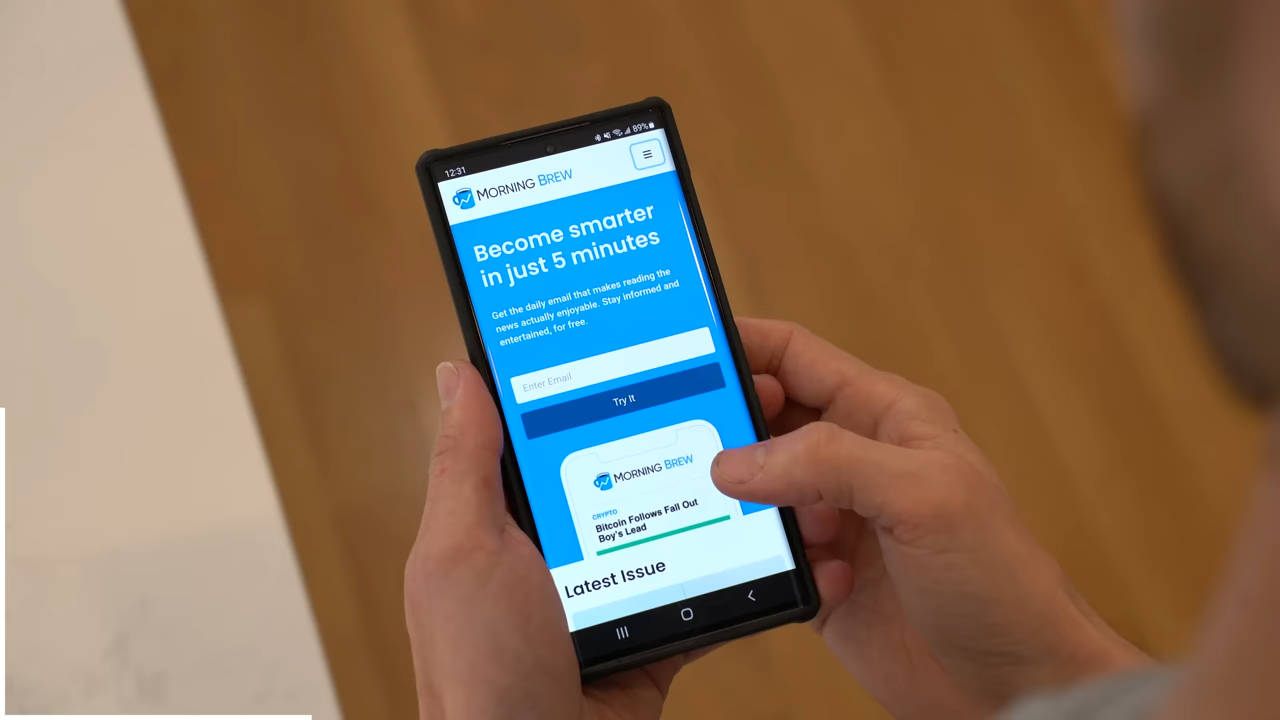 12:31
89%
MORNING BREW
Become smarter
in just 5 minutes
Get the daily email that makes reading the
news actually enjoyable. Stay informed and
entertained, for free.
Enter Email
Try It
MORNING BREW
CRYPTO
Bitcoin Follows Fall Out
Boy's Lead
Latest Issue